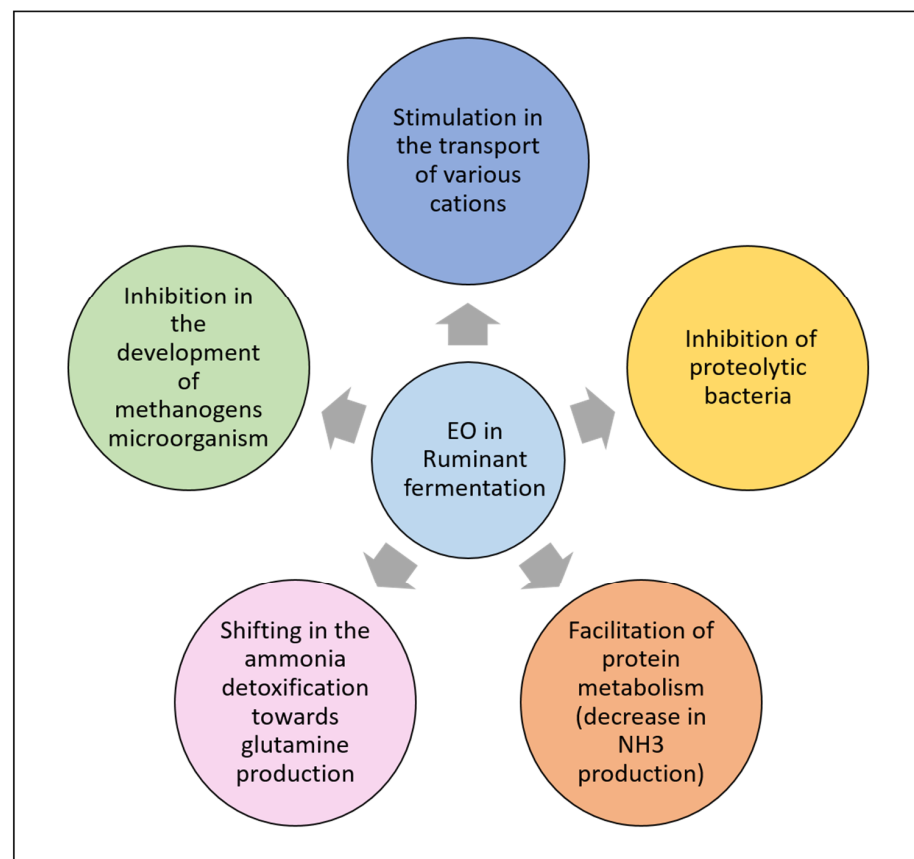 Stimulation in
the transport
of various
cations
Inhibition in
the
development
of
methanogens
microorganism
Inhibition of
proteolytic
bacteria
EO in
Ruminant
fermentation
Shifting in the
ammonia
detoxification
towards
glutamine
production
Facilitation of
protein
metabolism
(decrease in
NH3
production)